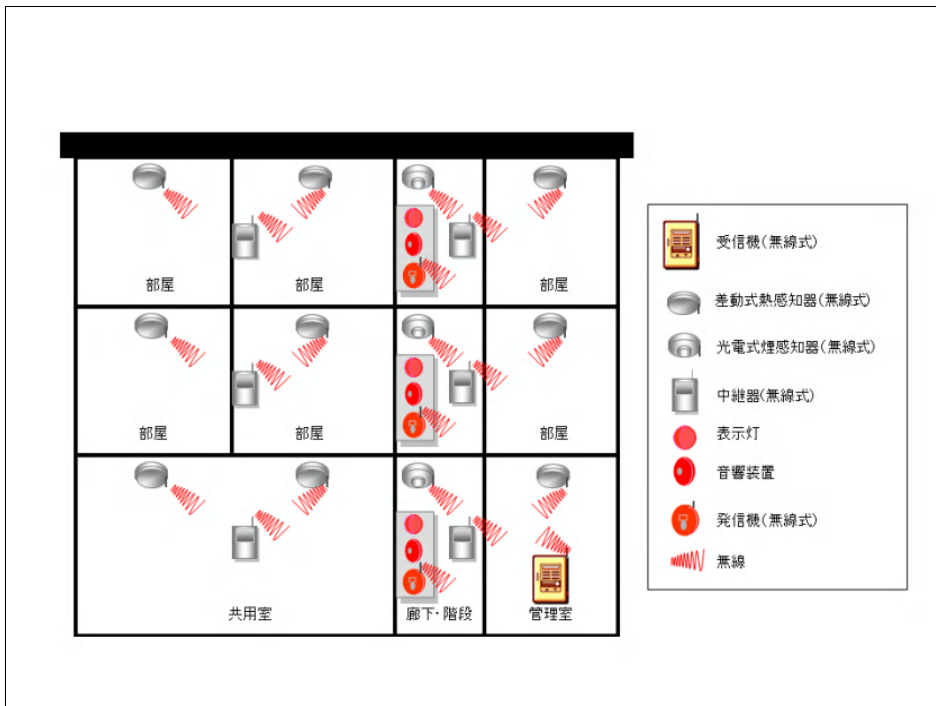 部屋
部屋
部屋
部屋
部屋
部屋
共用室
廊下・階段
管理室
受信機(無線式)
差動式熱感知器(無線式)
光電式煙感知器(無線式)
中継器(無線式)
表示灯
音響装置
発信機(無線式)
無線